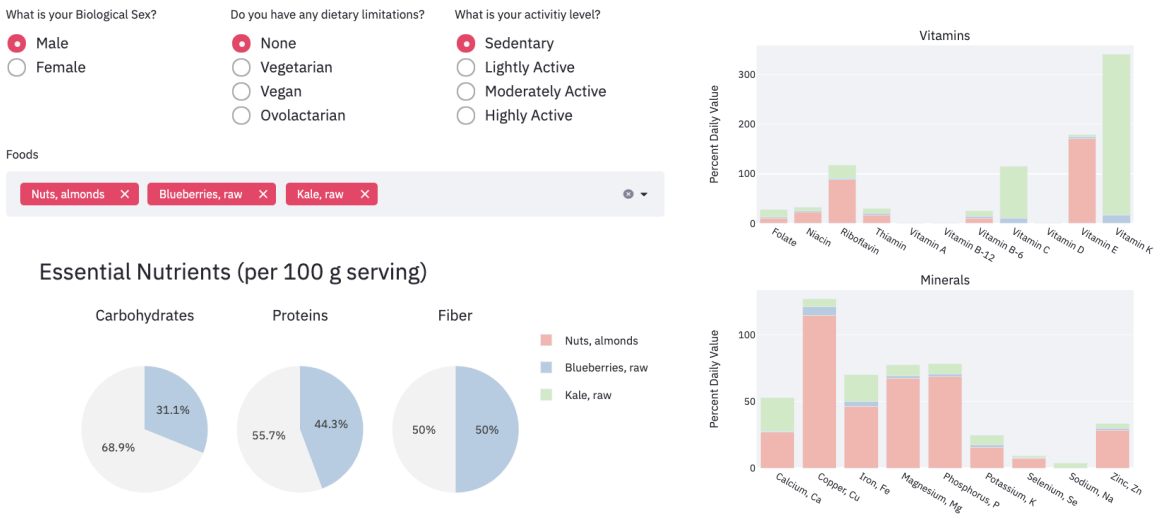 What is your Biological Sex?
Male
Female
Do you have any dietary limitations?
None
Vegetarian
Vegan
Ovolactarian
What is your activitiy level?
Sedentary
Lightly Active
Moderately Active
Highly Active
Foods
Nuts, almonds ×
Blueberries, raw ×
Kale, raw ×
Essential Nutrients (per 100 g serving)
Carbohydrates
31.1%
68.9%
Proteins
44.3%
55.7%
Fiber
50%
50%
Nuts, almonds
Blueberries, raw
Kale, raw
Vitamins
Percent Daily Value
300
200
100
0
Folate
Niacin
Riboflavin
Thiamin
Vitamin A
Vitamin B-12
Vitamin B-6
Vitamin C
Vitamin D
Vitamin E
Vitamin K
Minerals
Percent Daily Value
100
50
0
Calcium, Ca
Copper, Cu
Iron, Fe
Magnesium, Mg
Phosphorus, P
Potassium, K
Selenium, Se
Sodium, Na
Zinc, Zn